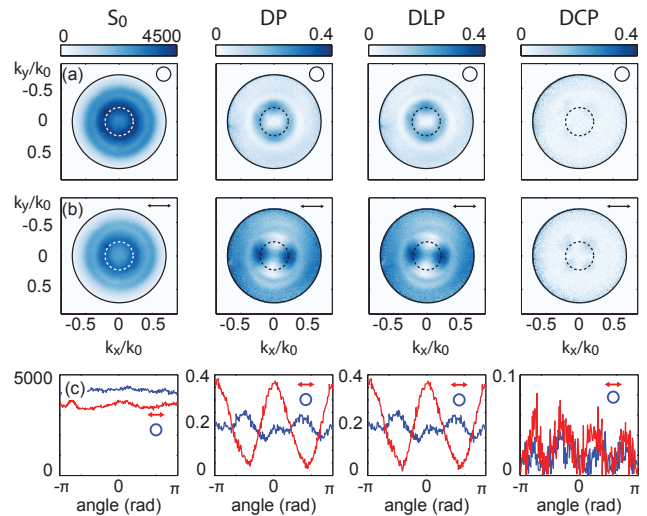 S0 DP DLP DCP
0 4500 0 0.4 0 0.4 0 0.4
ky/k0 (a)
-0.5
0
0.5
ky/k0 (b)
-0.5
0
0.5
-0.5 0 0.5 -0.5 0 0.5 -0.5 0 0.5 -0.5 0 0.5
kx/k0 kx/k0 kx/k0 kx/k0
5000 (c) 0.4 0.4 0.1
0.2 0.2
0 0 0 0
-π 0 π -π 0 π -π 0 π -π 0 π
angle (rad) angle (rad) angle (rad) angle (rad)